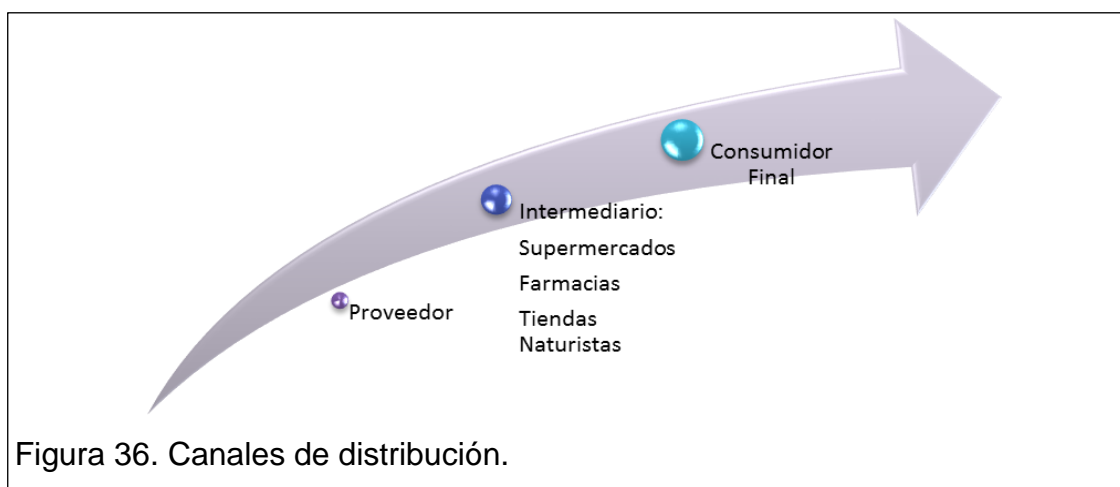 Proveedor
Intermediario:
Supermercados
Farmacias
Tiendas
Naturistas
Consumidor
Final
Figura 36. Canales de distribución.